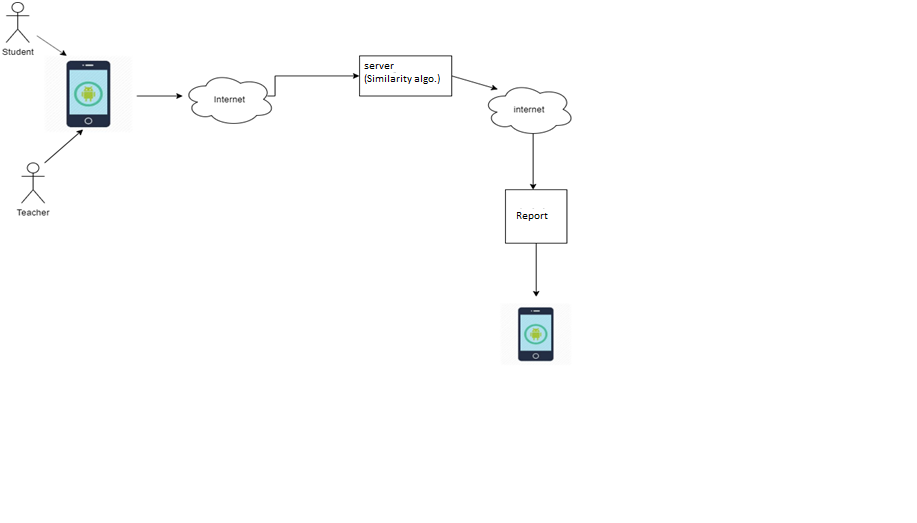 Student
Teacher
Internet
server
(Similarity algo.)
internet
Report